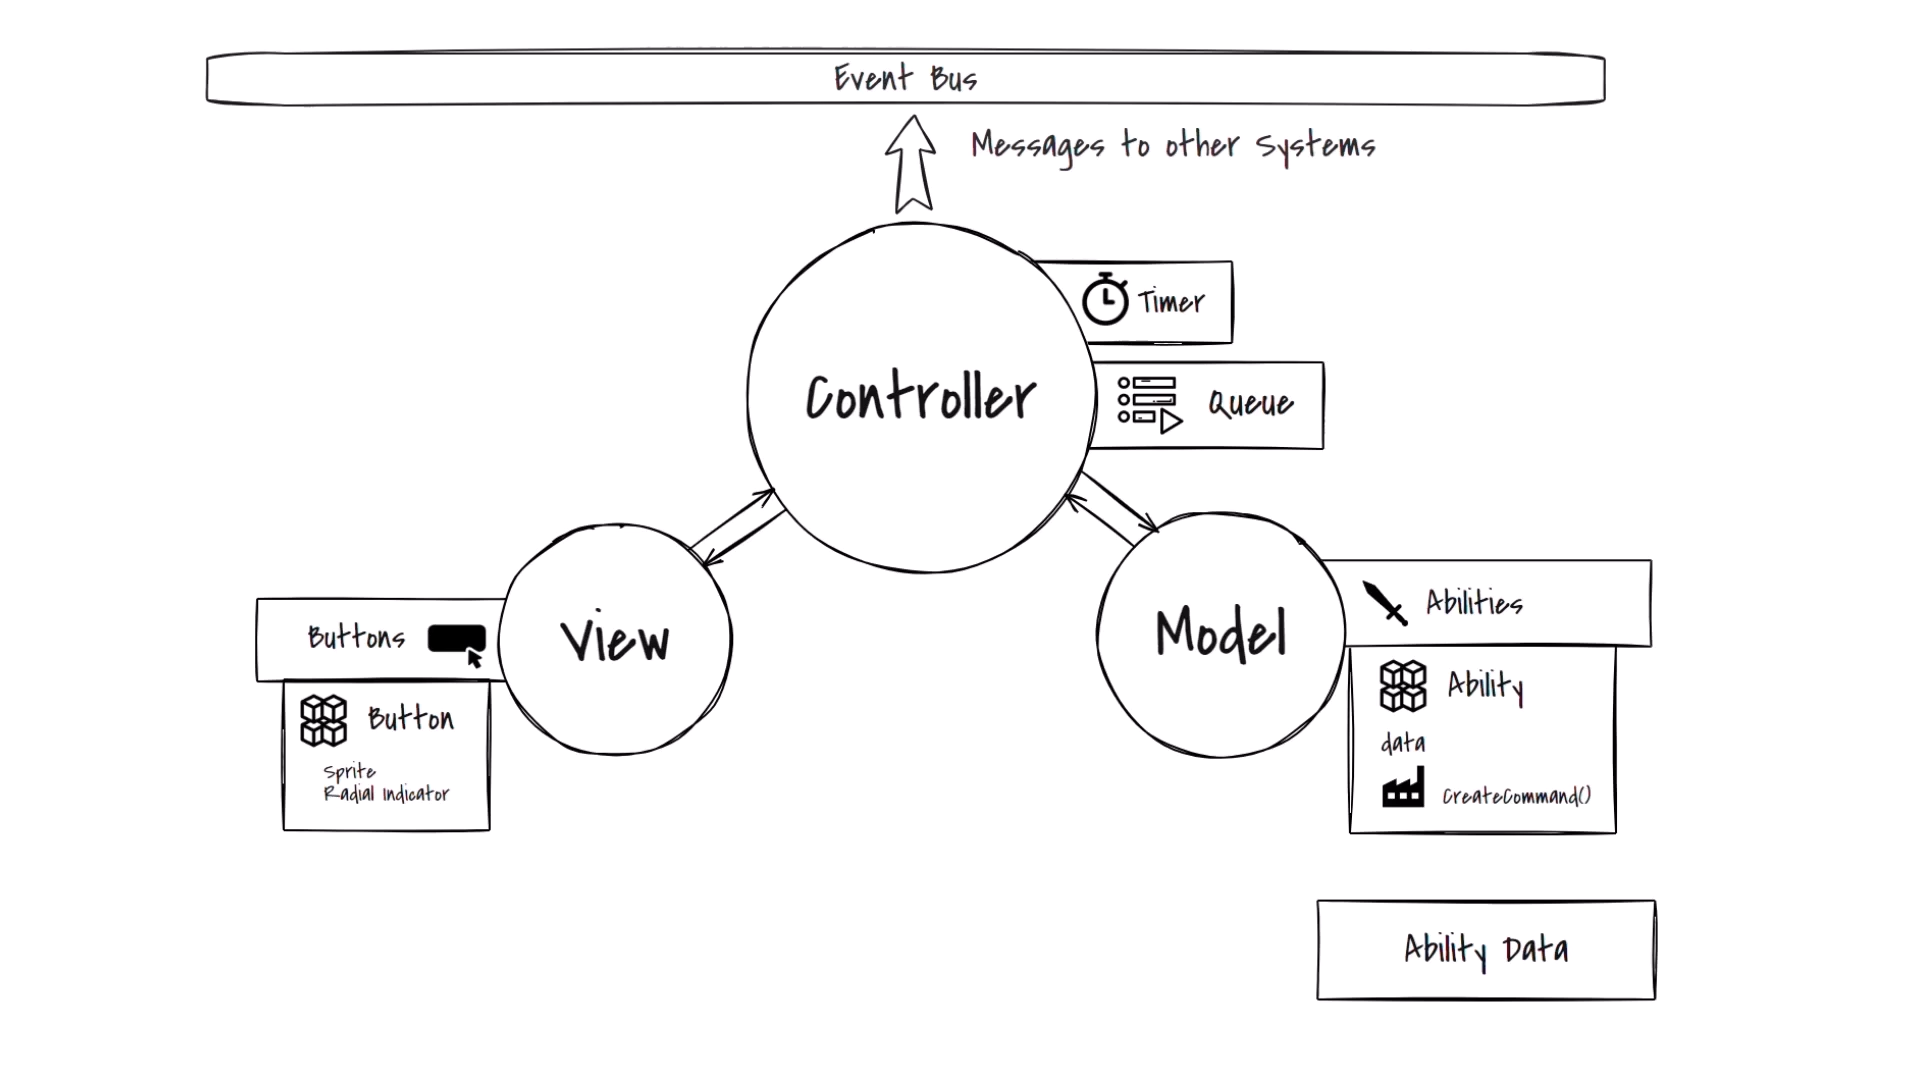 Event Bus
Messages to other Systems
Timer
Controller
Queue
Abilities
Buttons
View
Model
Ability
Button
data
Sprite
Radial Indicator
CreateCommand()
Ability Data